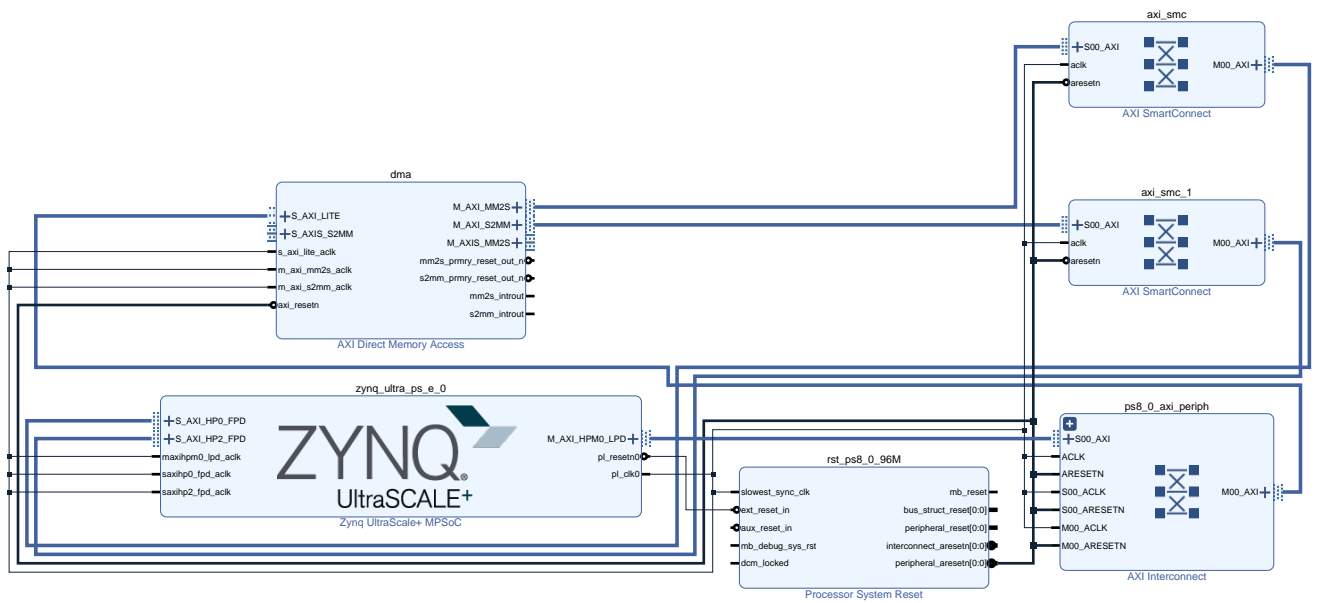 axi_smc
S00_AXI
aclk
aresetn
M00_AXI
AXI SmartConnect
dma
S_AXI_LITE
S_AXIS_S2MM
s_axi_lite_aclk
m_axi_mm2s_aclk
m_axi_s2mm_aclk
axi_resetn
M_AXI_MM2S
M_AXI_S2MM
M_AXIS_MM2S
mm2s_prmry_reset_out_n
s2mm_prmry_reset_out_n
mm2s_introut
s2mm_introut
AXI Direct Memory Access
axi_smc_1
S00_AXI
aclk
aresetn
M00_AXI
AXI SmartConnect
zynq_ultra_ps_e_0
S_AXI_HP0_FPD
S_AXI_HP2_FPD
maxihpm0_lpd_aclk
saxihp0_fpd_aclk
saxihp2_fpd_aclk
ZYNQ
UltraSCALE+
M_AXI_HPM0_LPD
pl_resetn0
pl_clk0
Zynq UltraScale+ MPSoC
rst_ps8_0_96M
slowest_sync_clk
ext_reset_in
aux_reset_in
mb_debug_sys_rst
dcm_locked
mb_reset
bus_struct_reset[0:0]
peripheral_reset[0:0]
interconnect_aresetn[0:0]
peripheral_aresetn[0:0]
Processor System Reset
ps8_0_axi_periph
S00_AXI
ACLK
ARESETN
S00_ACLK
S00_ARESETN
M00_ACLK
M00_ARESETN
M00_AXI
AXI Interconnect